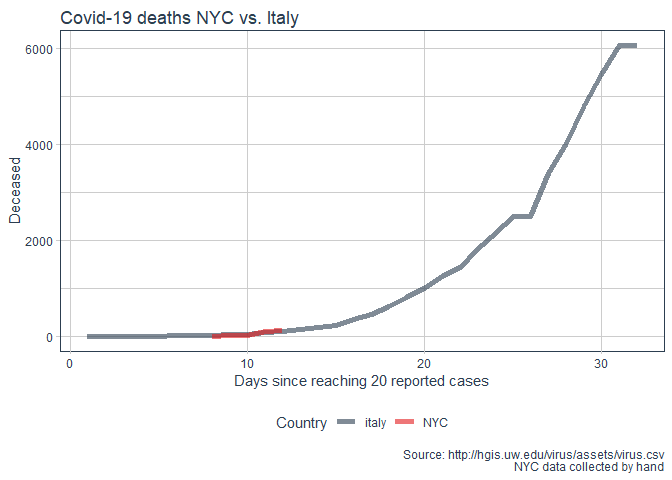 Covid-19 deaths NYC vs. Italy
6000
4000
2000
0
Deceased
0 10 20 30
Days since reaching 20 reported cases
Country italy NYC
Source: http://hgis.uw.edu/virus/assets/virus.csv
NYC data collected by hand